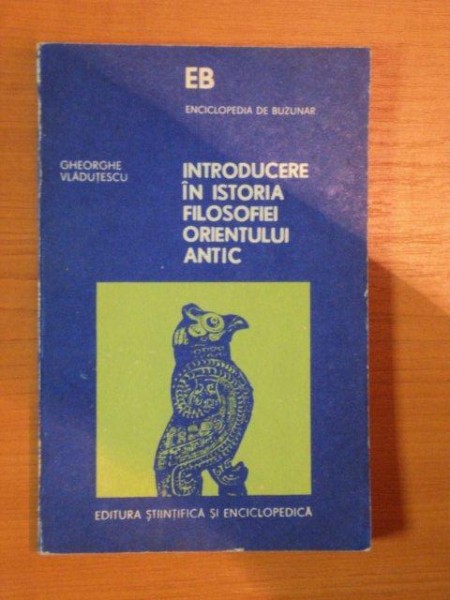 EB
ENCICLOPEDIA DE BUZUNAR
GHEORGHE
VLĂDUȚESCU
INTRODUCERE
ÎN ISTORIA
FILOSOFIEI
ORIENTULUI
ANTIC
EDITURA ȘTIINȚIFICĂ ȘI ENCICLOPEDICĂ